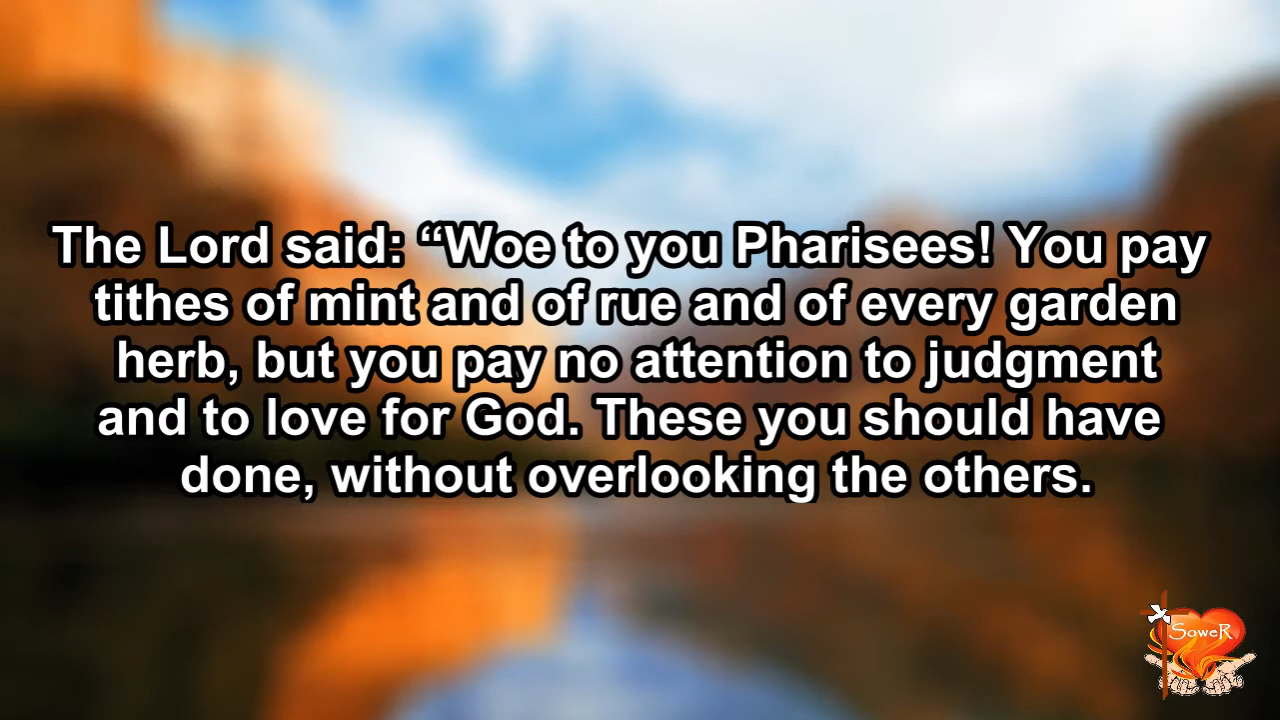 The Lord said: “Woe to you Pharisees! You pay
tithes of mint and of rue and of every garden
herb, but you pay no attention to judgment
and to love for God. These you should have
done, without overlooking the others.
SoweR